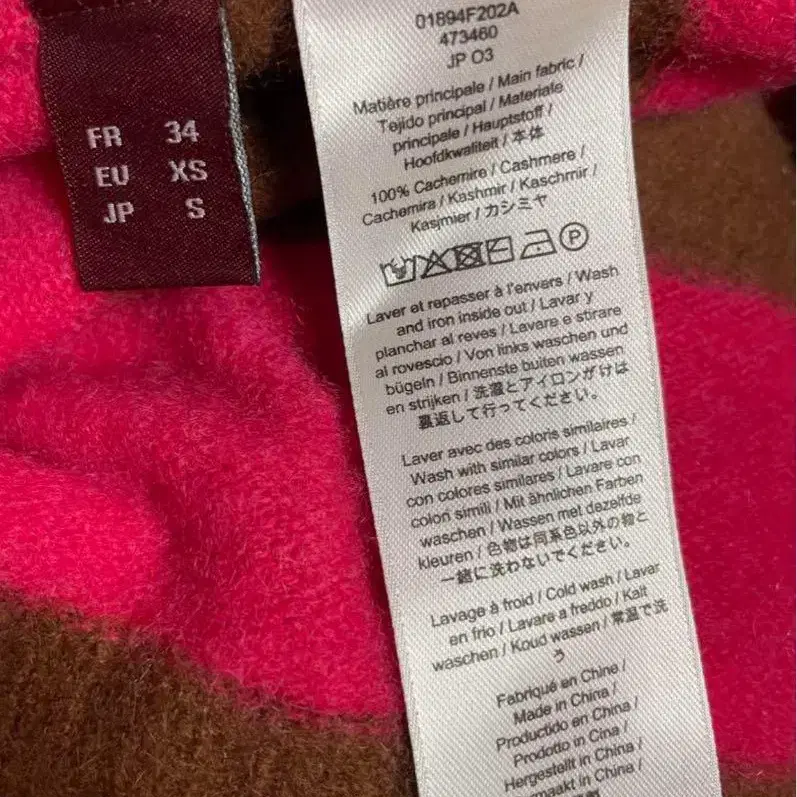 FR 34
EU XS
JP S
01894F202A
473460
JP O3
Matière principale / Main fabric /
Tejido principal / Materiale
principale / Hauptstoff /
Hoofdkwaliteit / 本体
100% Cachemire / Cashmere /
Cachemira / Kashmir / Kaschmir /
Kasjmier / カシミヤ
P
Laver et repasser à l'envers / Wash
and iron inside out / Lavar y
planchar al reves / Lavare e stirare
al rovescio / Von links waschen und
bügeln / Binnenste buiten wassen
en strijken / 洗濯とアイロンがけは
裏返して行ってください。
Laver avec des coloris similaires /
Wash with similar colors / Lavar
con colores similares / Lavare con
colori simili / Mit ähnlichen Farben
waschen / Wassen met dezelfde
kleuren / 色物は同系色以外の物と
一緒に洗わないでください。
Lavage à froid / Cold wash / Lavar
en frio / Lavare a freddo / Kalt
waschen / Koud wassen / 常温で洗
う
Fabriqué en Chine /
Made in China /
Productido en China /
Prodotto in Cina /
Hergestellt in China /
maakt in China /